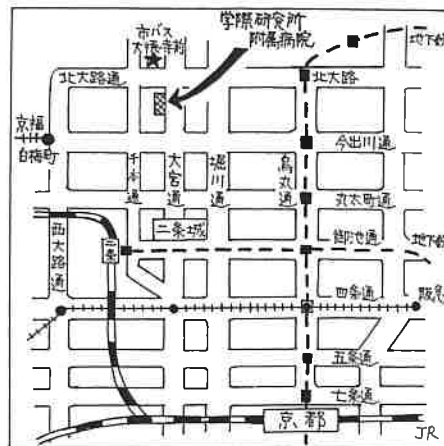 市バス
大徳寺前
学際研究所
附属病院
地下鉄
北大路通
北大路
京福
白梅町
今出川通
千本通
大宮通
堀川通
烏丸通
丸太町通
二条城
西大路通
二条
御池通
地下鉄
四条通
阪急
五条通
七条通
京都
JR